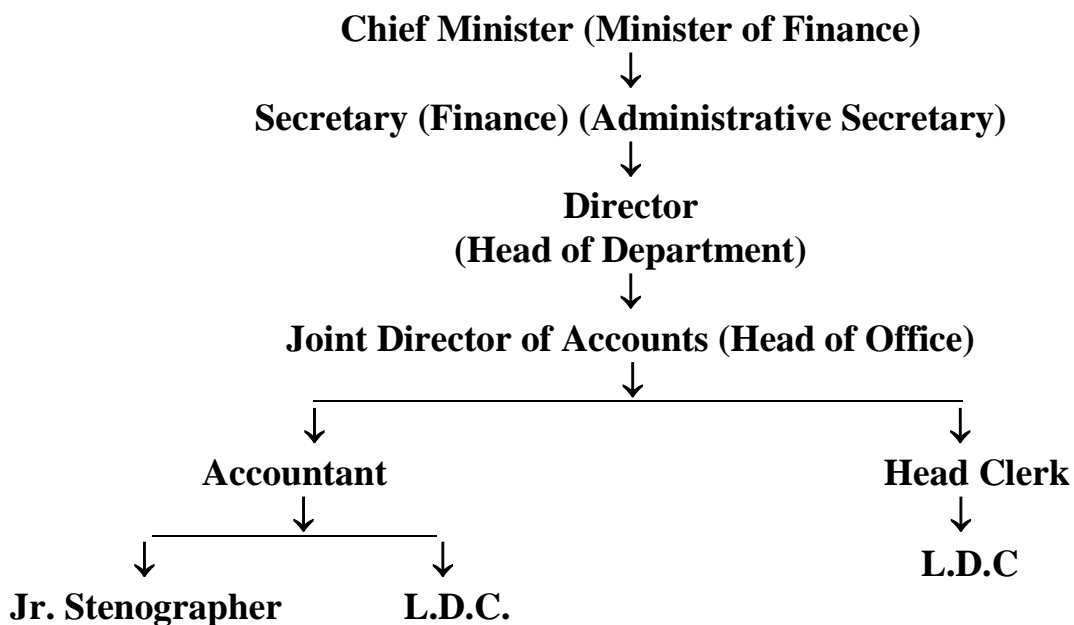 Chief Minister (Minister of Finance)
Secretary (Finance) (Administrative Secretary)
Director
(Head of Department)
Joint Director of Accounts (Head of Office)
Accountant
Head Clerk
L.D.C
Jr. Stenographer
L.D.C.